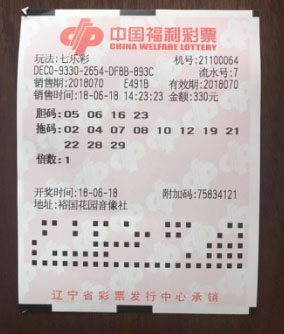 中国福利彩票
CHINA WELFARE LOTTERY
玩法:七乐彩 机号:21100064
DEC0-9330-2654-DF8B-893C 流水号:7
销售期:2018070 E491B 有效期:2018070
销售时间:18-06-18 14:23:23 金额:330元
胆码: 05 06 16 23
拖码: 02 04 07 08 10 12 19 21
22 28 29
倍数:1
开奖时间:18-06-18 附加码:75834121
地址:裕国花园音像社
辽宁省彩票发行中心承销